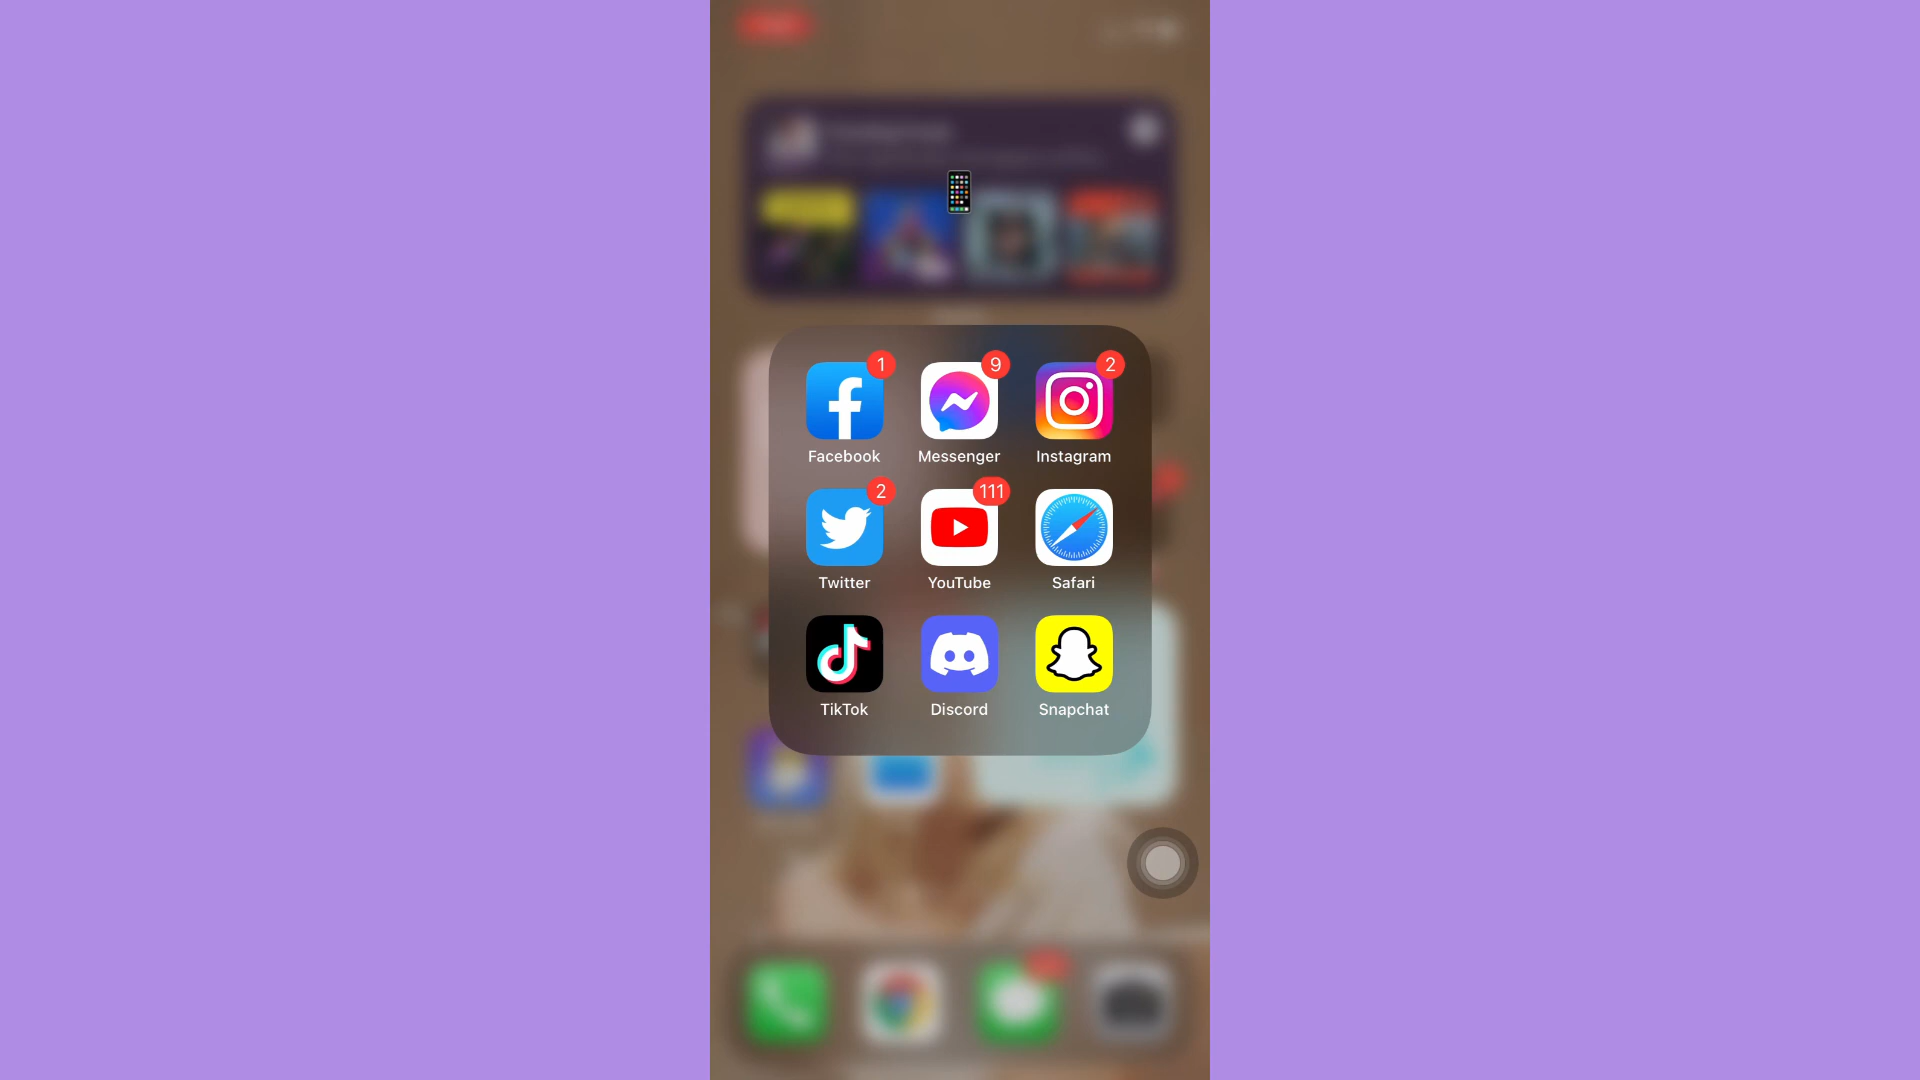 1
9
2
Facebook
Messenger
Instagram
2
111
Twitter
YouTube
Safari
TikTok
Discord
Snapchat